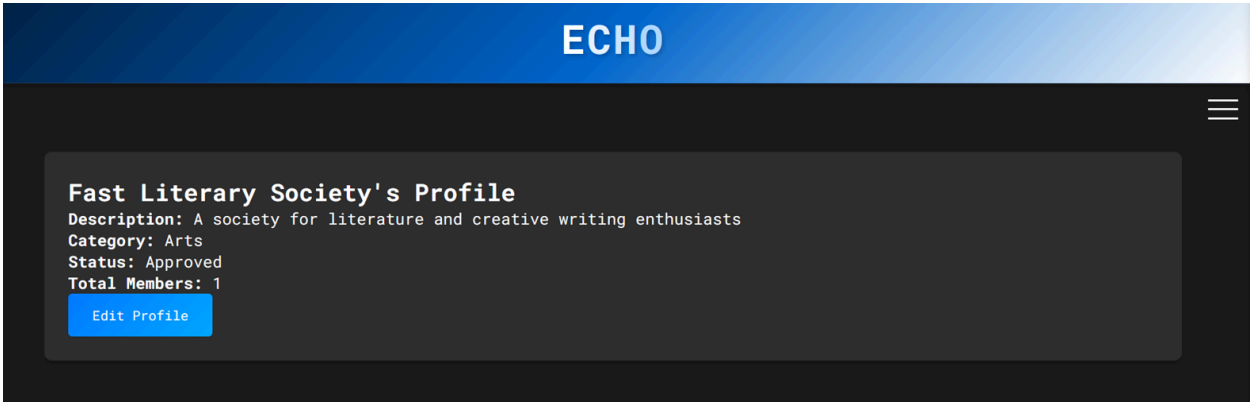 ECHO
Fast Literary Society's Profile
Description: A society for literature and creative writing enthusiasts
Category: Arts
Status: Approved
Total Members: 1
Edit Profile